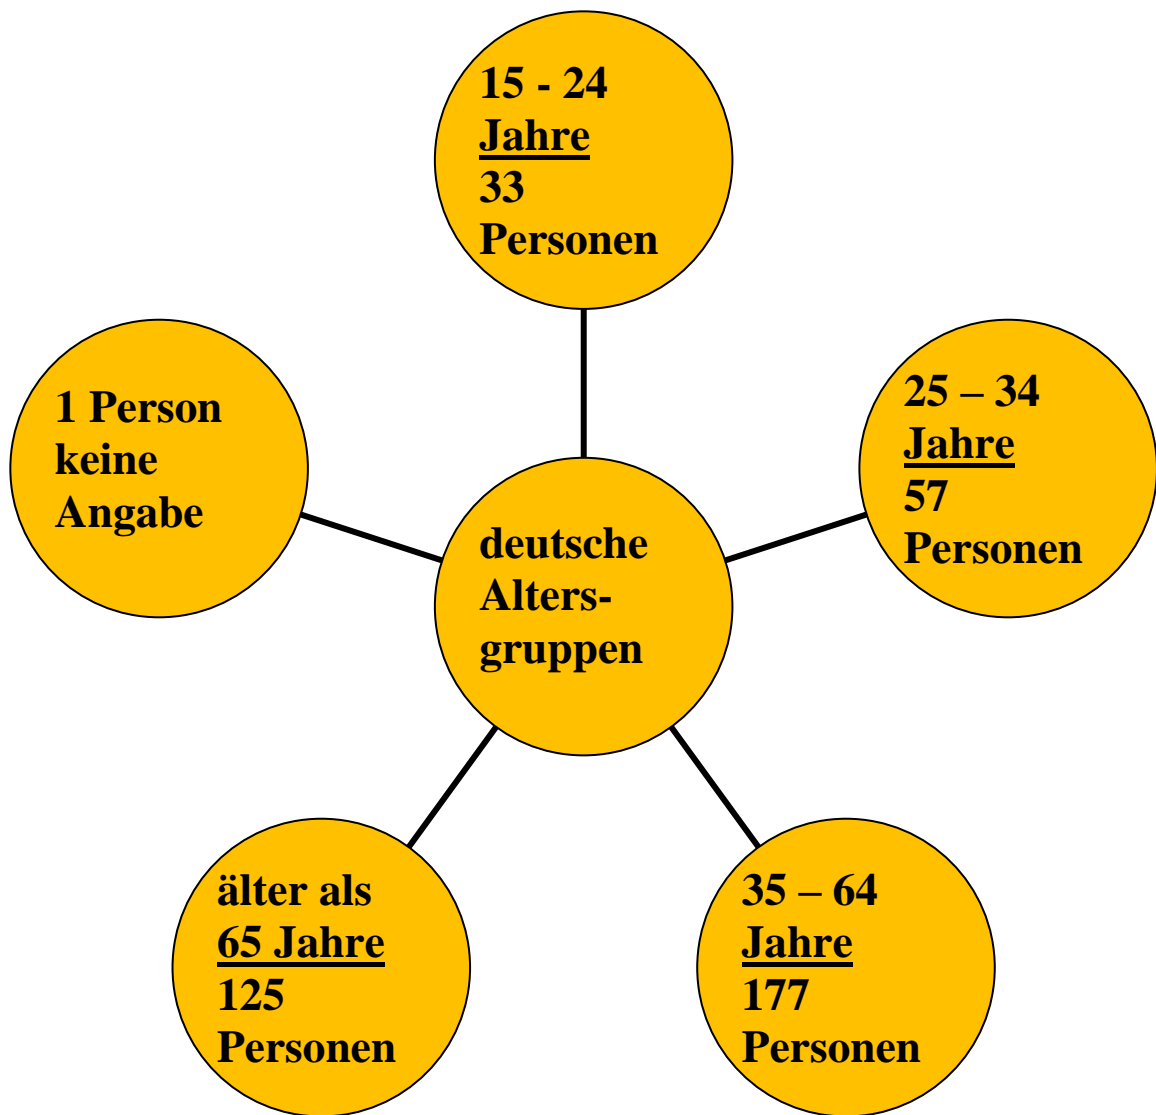 15 - 24
Jahre
33
Personen
25 – 34
Jahre
57
Personen
1 Person
keine
Angabe
deutsche
Alters-
gruppen
älter als
65 Jahre
125
Personen
35 – 64
Jahre
177
Personen